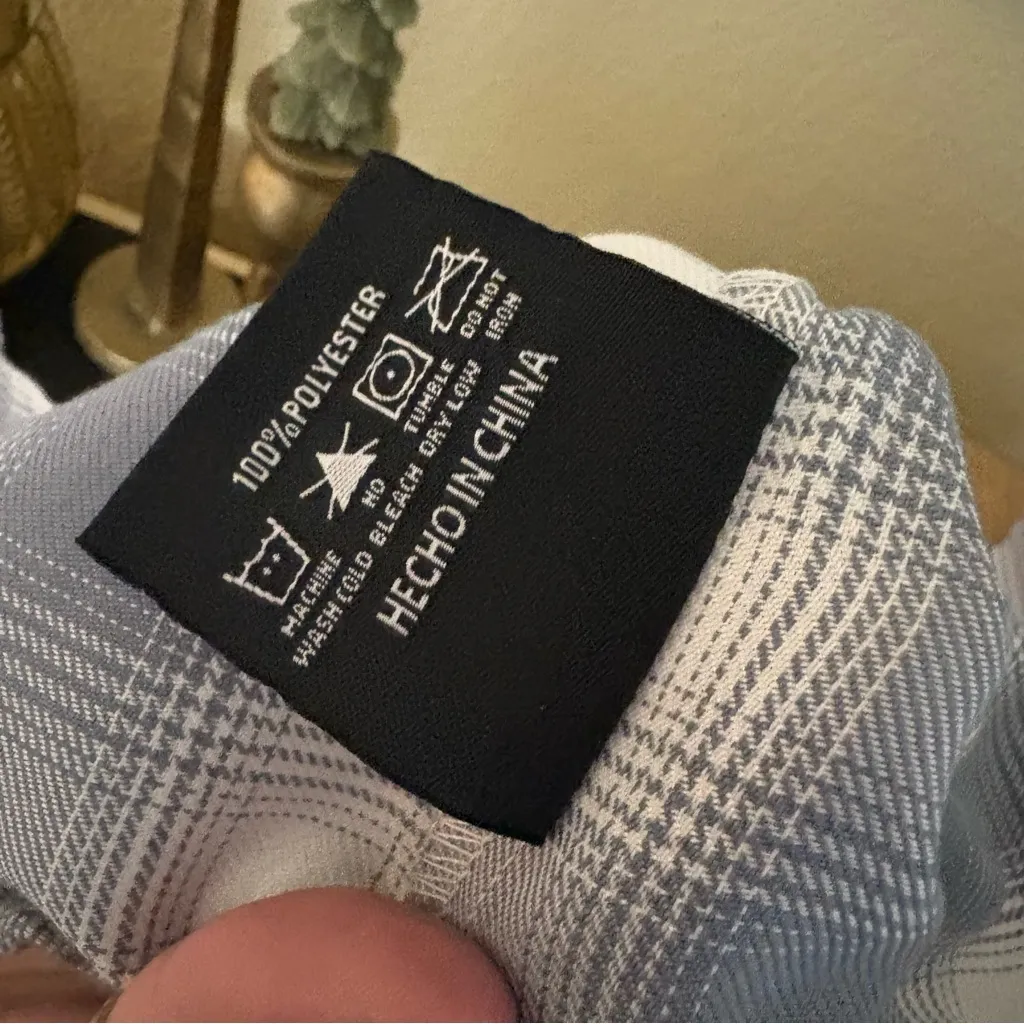 100%POLYESTER
MACHINE
WASH COLD
NO
BLEACH
TUMBLE
DRY LOW
DO NOT
IRON
HECHO IN CHINA